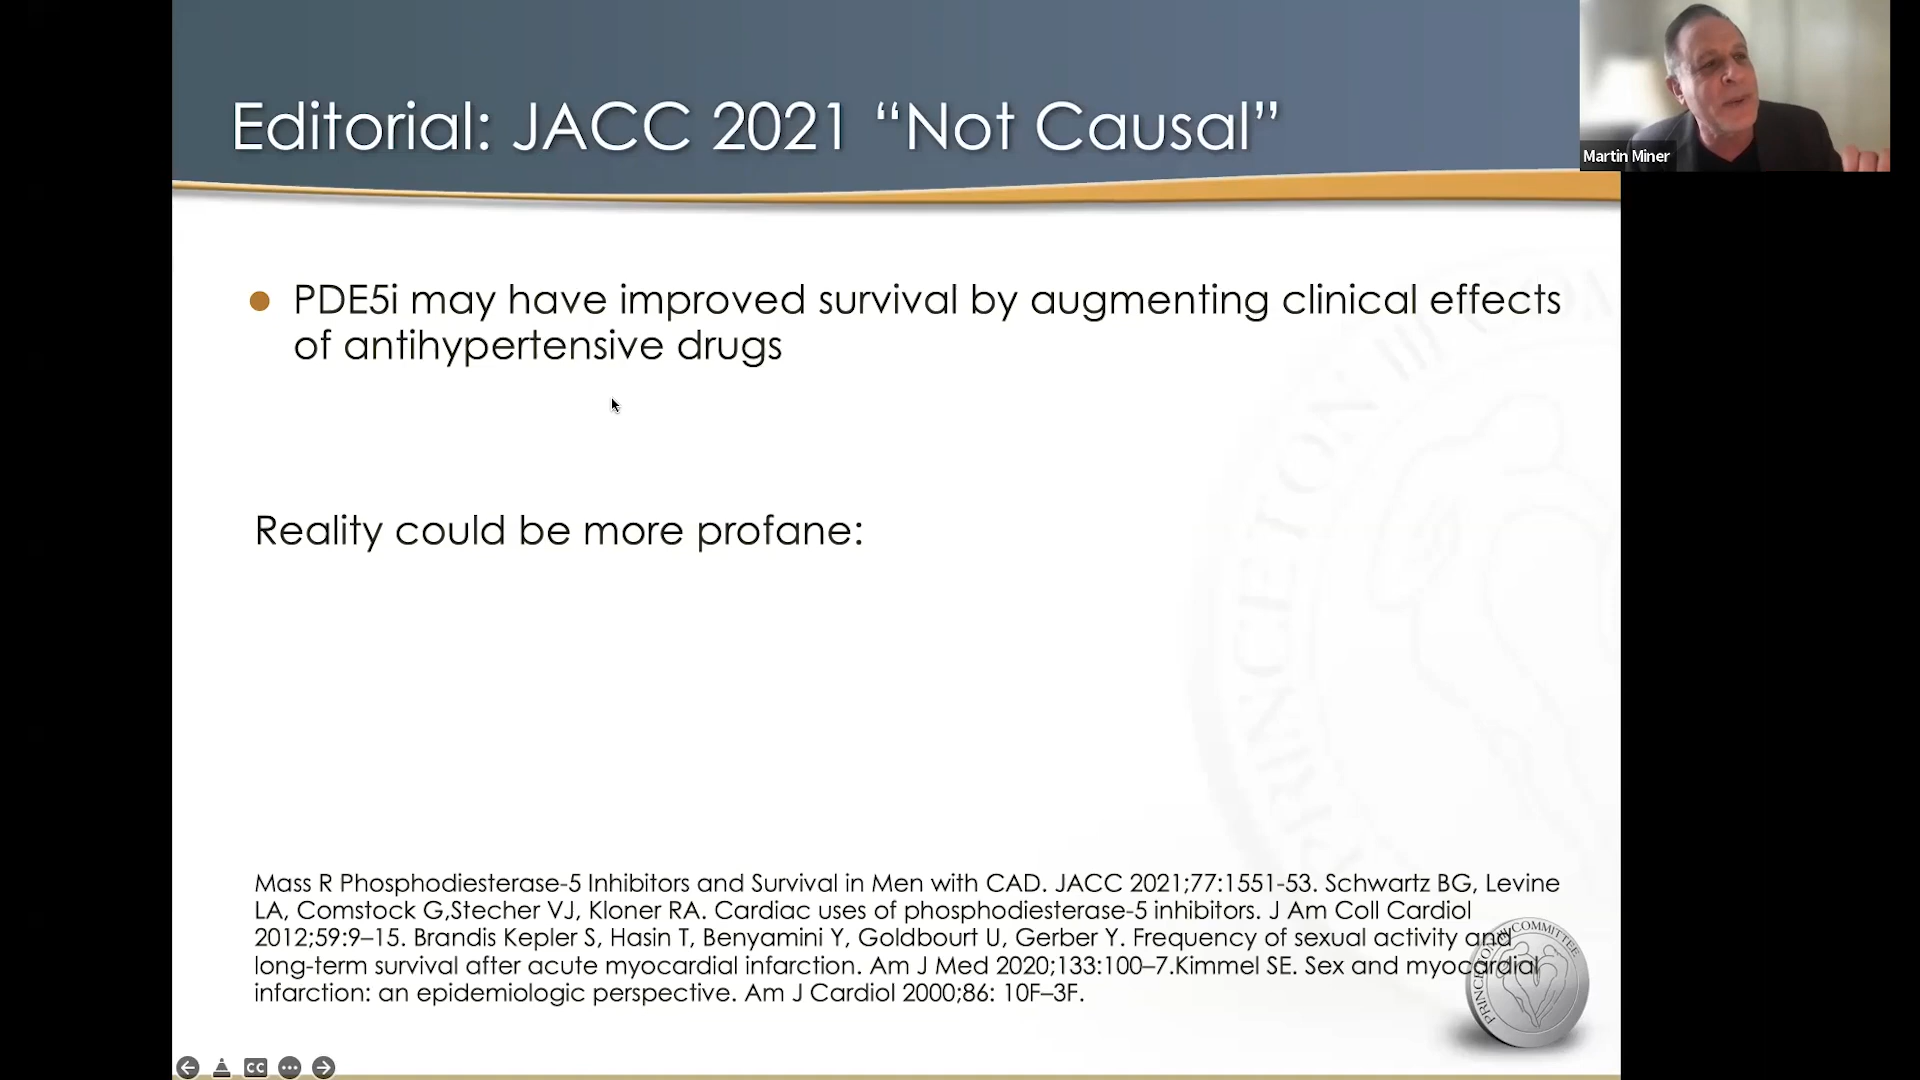 Editorial: JACC 2021 “Not Causal”
Martin Miner
PDE5i may have improved survival by augmenting clinical effects
of antihypertensive drugs
Reality could be more profane:
Mass R Phosphodiesterase-5 Inhibitors and Survival in Men with CAD. JACC 2021;77:1551-53. Schwartz BG, Levine
LA, Comstock G,Stecher VJ, Kloner RA. Cardiac uses of phosphodiesterase-5 inhibitors. J Am Coll Cardiol
2012;59:9–15. Brandis Kepler S, Hasin T, Benyamini Y, Goldbourt U, Gerber Y. Frequency of sexual activity and
long-term survival after acute myocardial infarction. Am J Med 2020;133:100–7.Kimmel SE. Sex and myocardial
infarction: an epidemiologic perspective. Am J Cardiol 2000;86: 10F–3F.
PRINCETON III COMMITTEE
CC